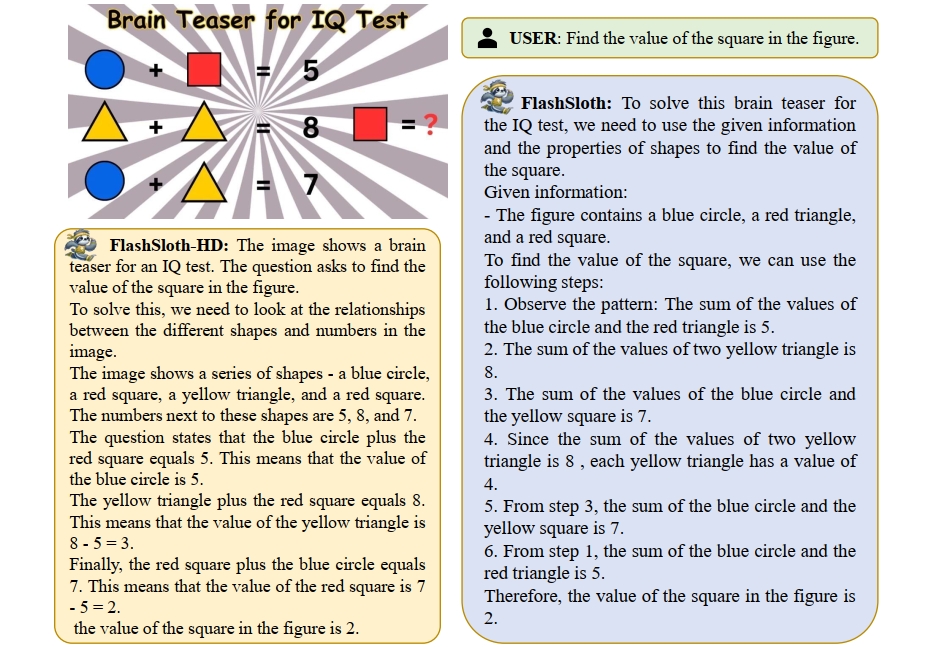 Brain Teaser for IQ Test
+ = 5
+ = 8 = ?
+ = 7
USER: Find the value of the square in the figure.
FlashSloth-HD: The image shows a brain
teaser for an IQ test. The question asks to find the
value of the square in the figure.
To solve this, we need to look at the relationships
between the different shapes and numbers in the
image.
The image shows a series of shapes - a blue circle,
a red square, a yellow triangle, and a red square.
The numbers next to these shapes are 5, 8, and 7.
The question states that the blue circle plus the
red square equals 5. This means that the value of
the blue circle is 5.
The yellow triangle plus the red square equals 8.
This means that the value of the yellow triangle is
8 - 5 = 3.
Finally, the red square plus the blue circle equals
7. This means that the value of the red square is 7
- 5 = 2.
the value of the square in the figure is 2.
FlashSloth: To solve this brain teaser for
the IQ test, we need to use the given information
and the properties of shapes to find the value of
the square.
Given information:
- The figure contains a blue circle, a red triangle,
and a red square.
To find the value of the square, we can use the
following steps:
1. Observe the pattern: The sum of the values of
the blue circle and the red triangle is 5.
2. The sum of the values of two yellow triangle is
8.
3. The sum of the values of the blue circle and
the yellow square is 7.
4. Since the sum of the values of two yellow
triangle is 8 , each yellow triangle has a value of
4.
5. From step 3, the sum of the blue circle and the
yellow square is 7.
6. From step 1, the sum of the blue circle and the
red triangle is 5.
Therefore, the value of the square in the figure is
2.